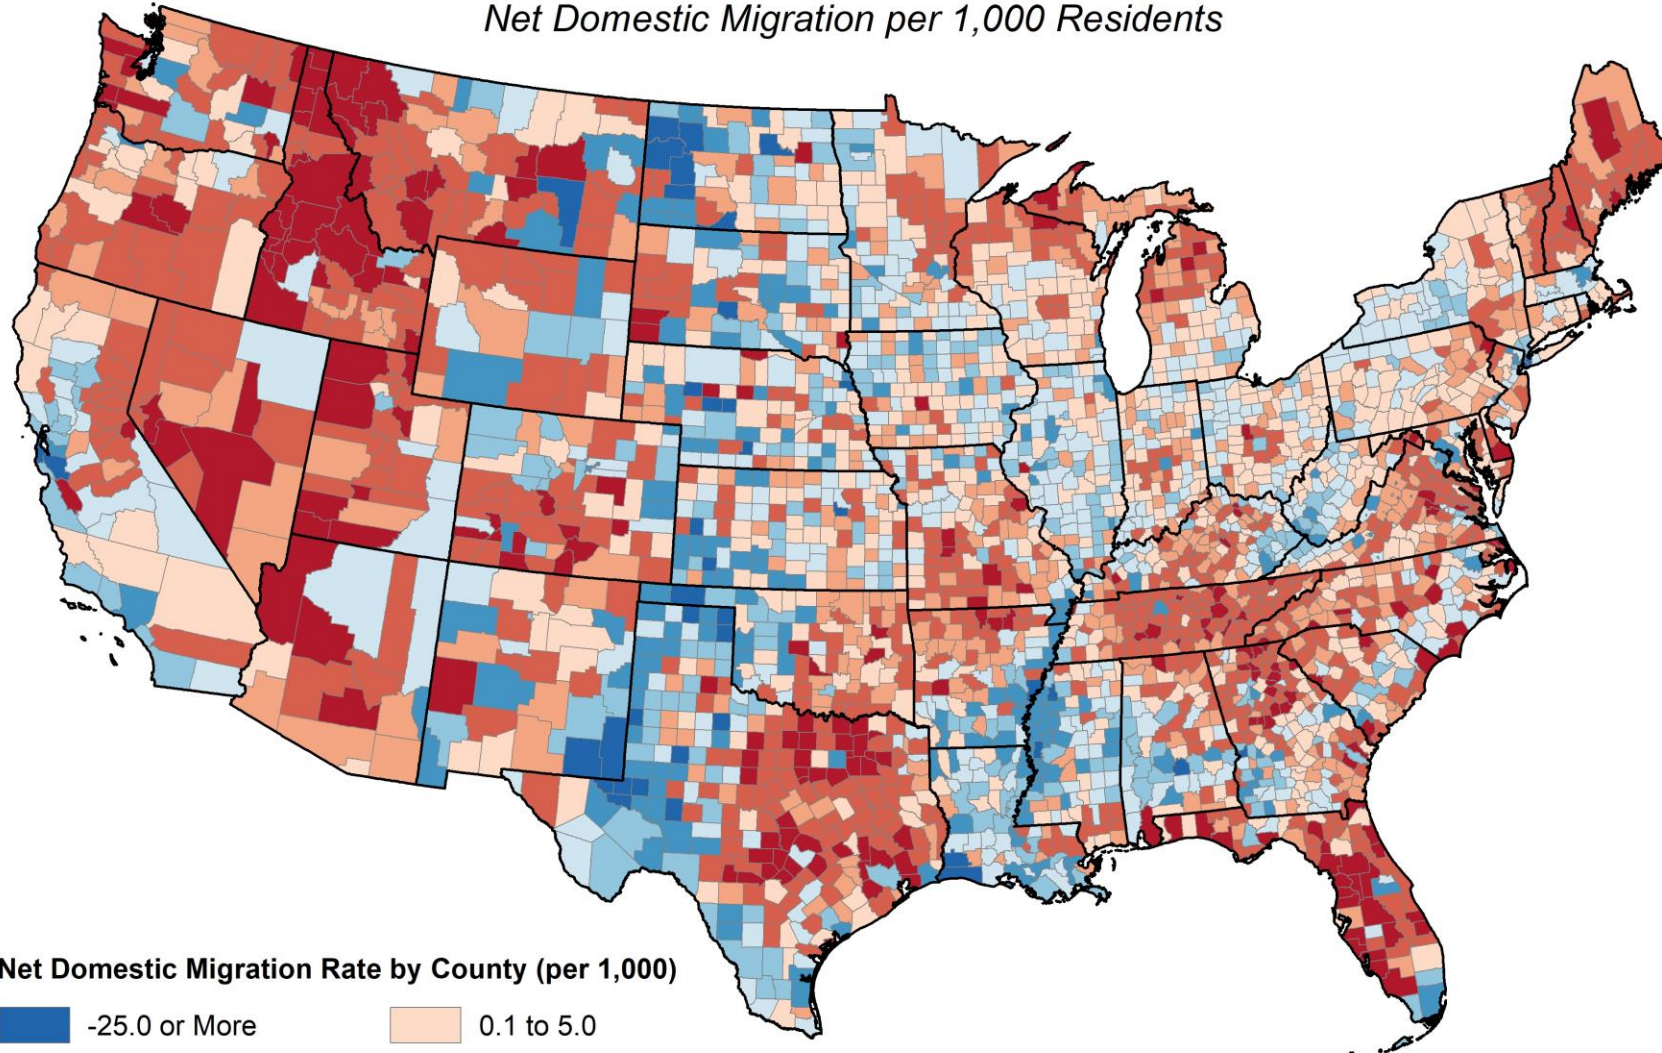 Net Domestic Migration per 1,000 Residents
Net Domestic Migration Rate by County (per 1,000)
-25.0 or More
0.1 to 5.0